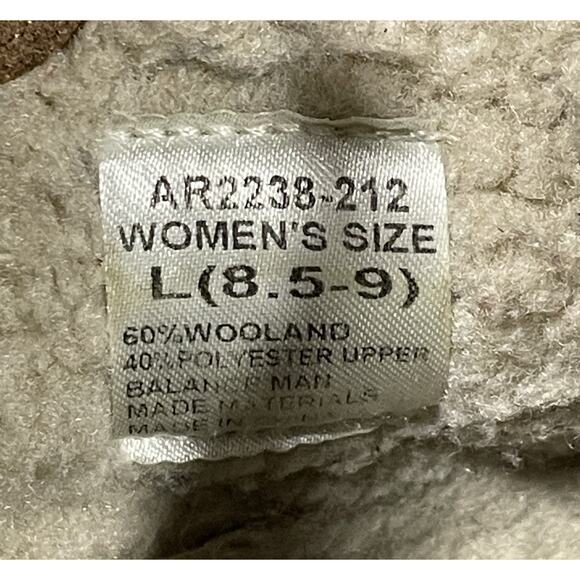 AR2238-212
WOMEN'S SIZE
L(8.5-9)
60%WOOLAND
40%POLYESTER UPPER
BALANCE MAN
MADE MATERIALS
MADE IN